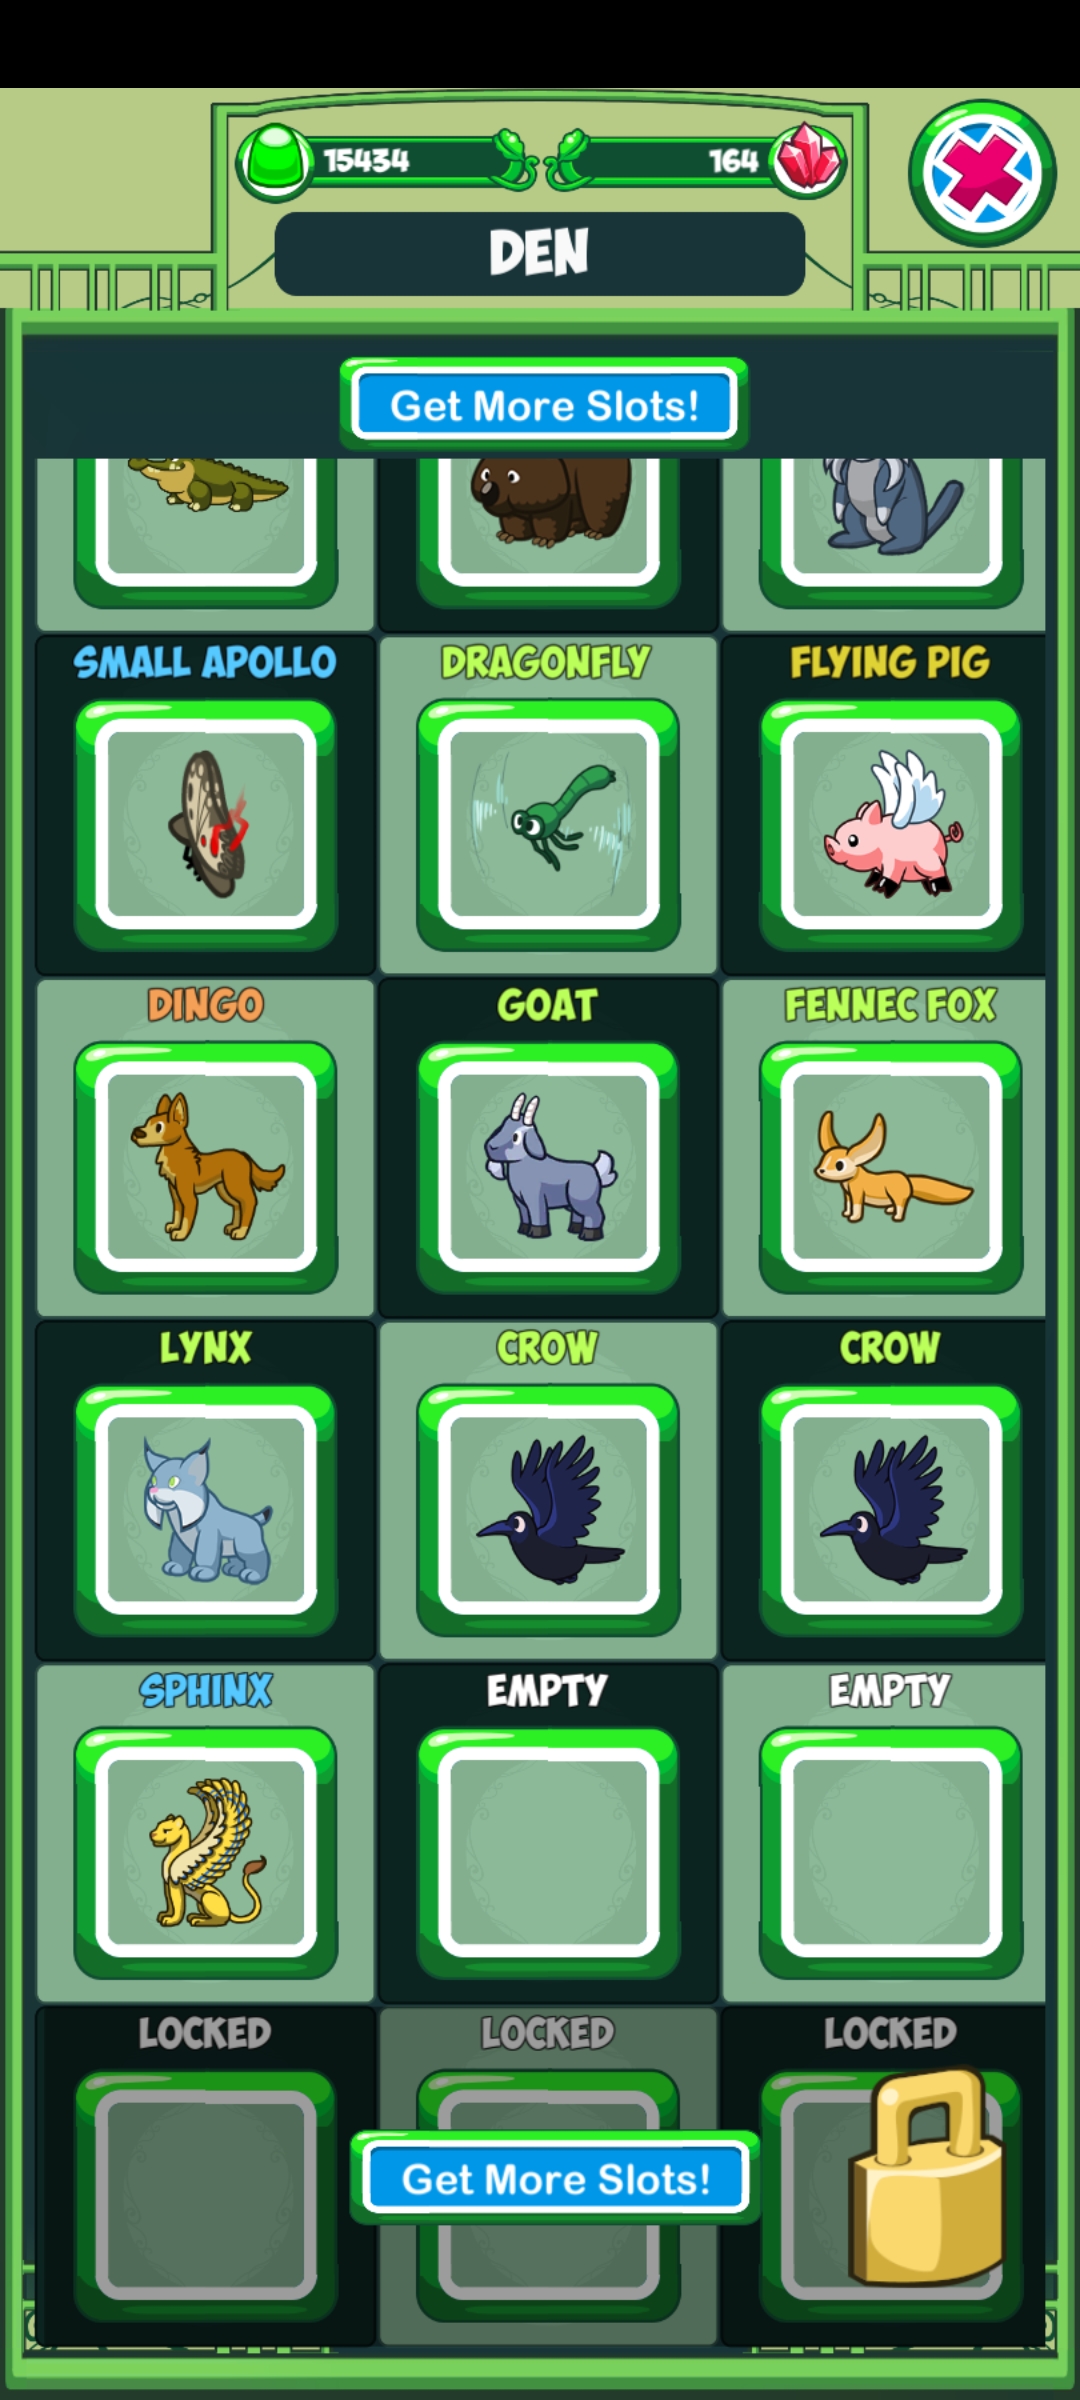 15434
164
DEN
Get More Slots!
SMALL APOLLO
DRAGONFLY
FLYING PIG
DINGO
GOAT
FENNEC FOX
LYNX
CROW
CROW
SPHINX
EMPTY
EMPTY
LOCKED
LOCKED
LOCKED
Get More Slots!